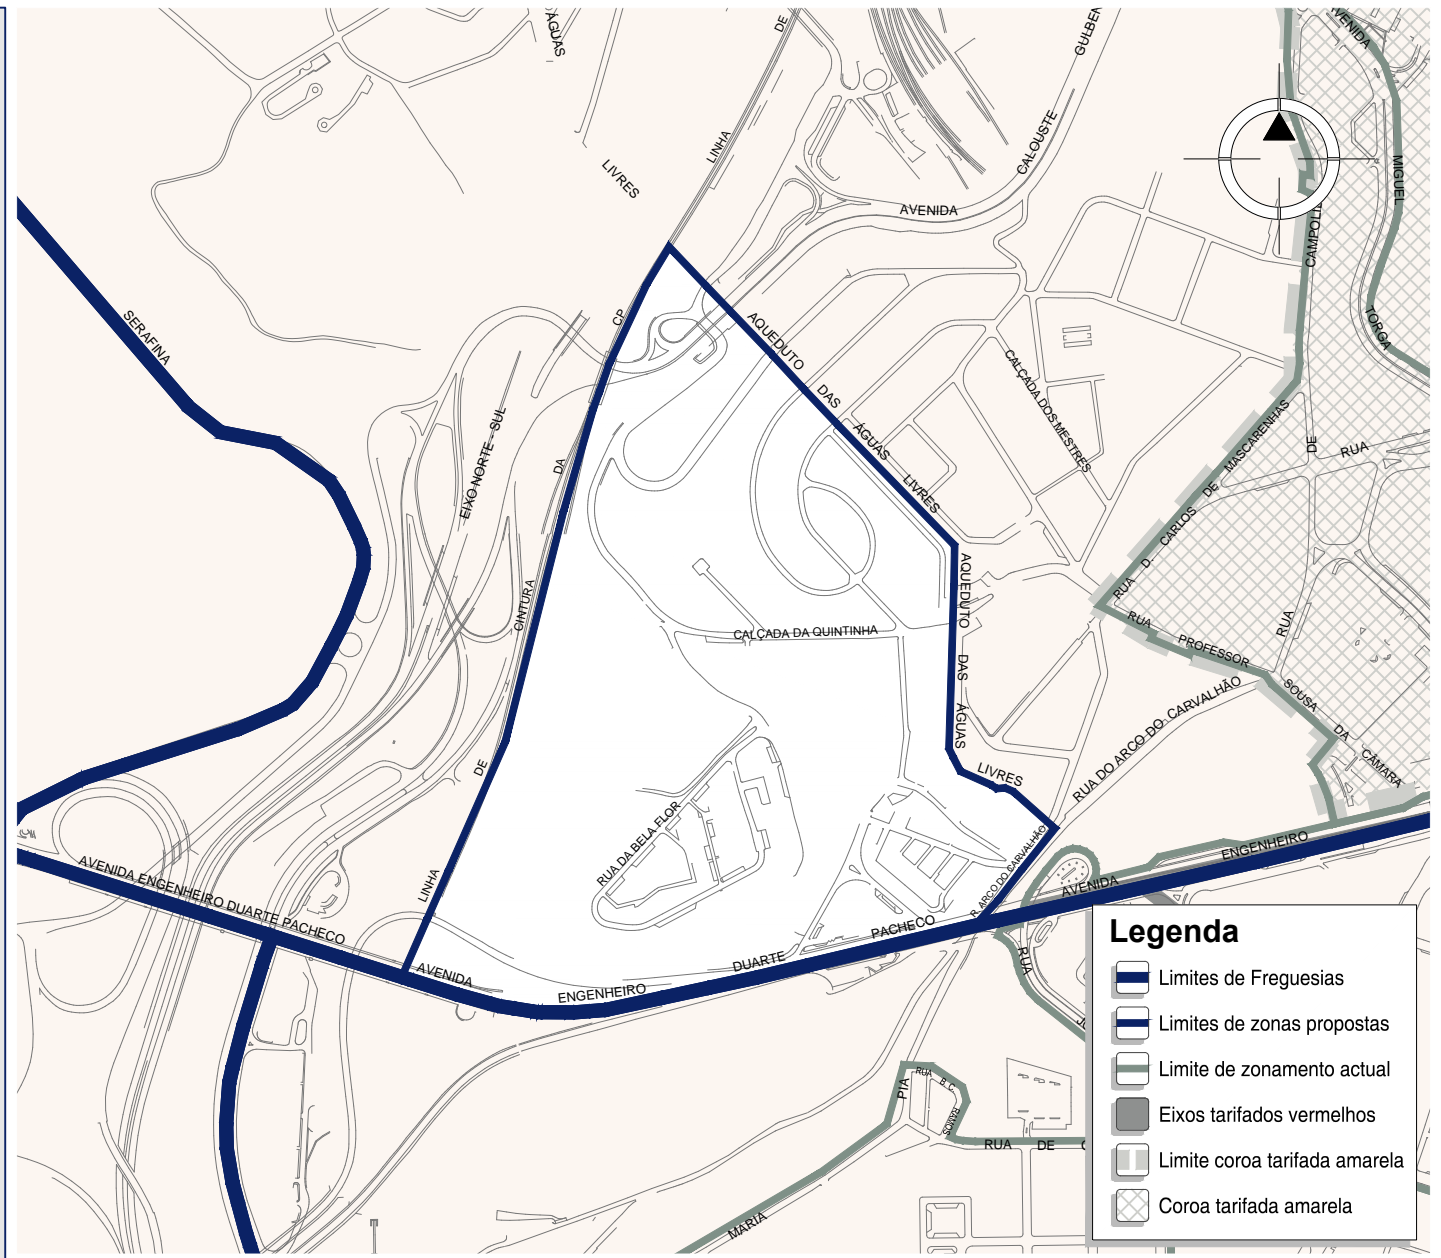 ÁGUAS
DE
GULBEN
AVENIDA
LINHA
LIVRES
CALOUSTE
MIGUEL
AVENIDA
CAMPOLI
TORGA
SERAFINA
CP
AQUEDUTO
DAS
ÁGUAS
LIVRES
CALÇADA DOS MESTRES
EIXO NORTE - SUL
DA
RUA D. CARLOS DE MASCARENHAS
DE
RUA
CINTURA
AQUEDUTO
DAS
ÁGUAS
LIVRES
RUA PROFESSOR
SOUSA DA CÂMARA
RUA
CALÇADA DA QUINTINHA
RUA DO ARCO DO CARVALHÃO
DE
LINHA
RUA DA BELA FLOR
R. ARCO DO CARVALHÃO
AVENIDA ENGENHEIRO DUARTE PACHECO
AVENIDA
ENGENHEIRO
DUARTE
PACHECO
AVENIDA
ENGENHEIRO
RUA
PIA
RUA B. C.
RAMOS
RUA DE
MARIA
Legenda
Limites de Freguesias
Limites de zonas propostas
Limite de zonamento actual
Eixos tarifados vermelhos
Limite coroa tarifada amarela
Coroa tarifada amarela